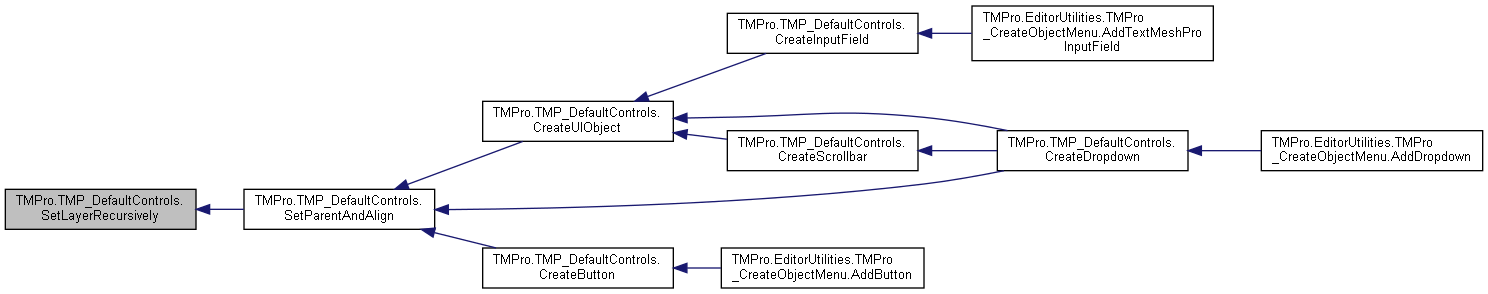 TMPro.TMP_DefaultControls.
SetLayerRecursively
TMPro.TMP_DefaultControls.
SetParentAndAlign
TMPro.TMP_DefaultControls.
CreateUIObject
TMPro.TMP_DefaultControls.
CreateInputField
TMPro.EditorUtilities.TMPro
_CreateObjectMenu.AddTextMeshPro
InputField
TMPro.TMP_DefaultControls.
CreateScrollbar
TMPro.TMP_DefaultControls.
CreateDropdown
TMPro.EditorUtilities.TMPro
_CreateObjectMenu.AddDropdown
TMPro.TMP_DefaultControls.
CreateButton
TMPro.EditorUtilities.TMPro
_CreateObjectMenu.AddButton